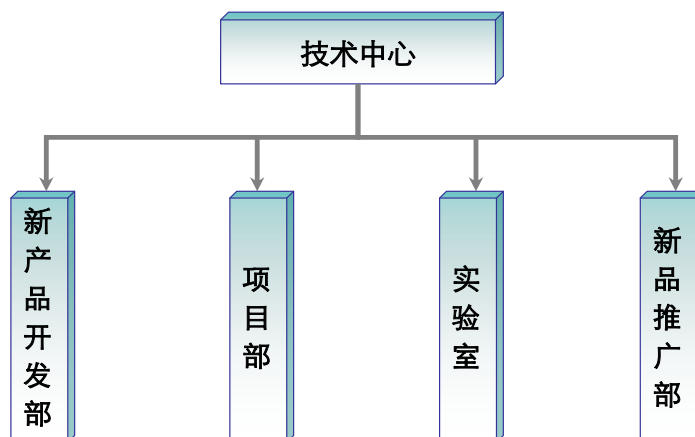 技术中心
新产品开发部
项目部
实验室
新品推广部